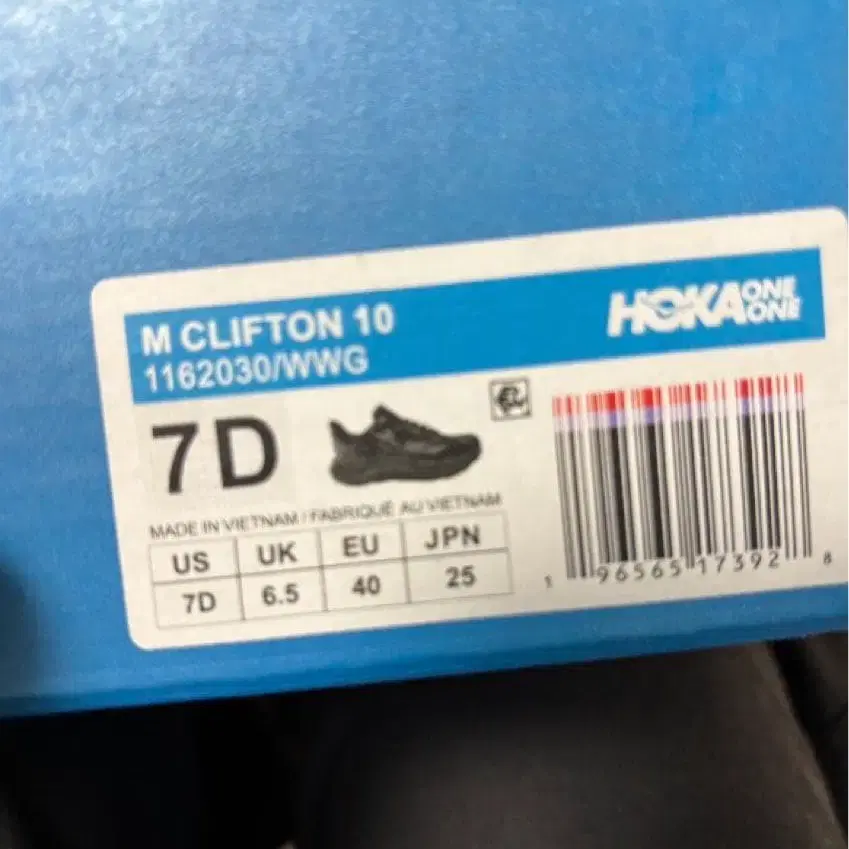 M CLIFTON 10
1162030/WWG
HOKA ONE ONE
7D
MADE IN VIETNAM / FABRIQUÉ AU VIETNAM
US UK EU JPN
7D 6.5 40 25
1 96565 17392 8